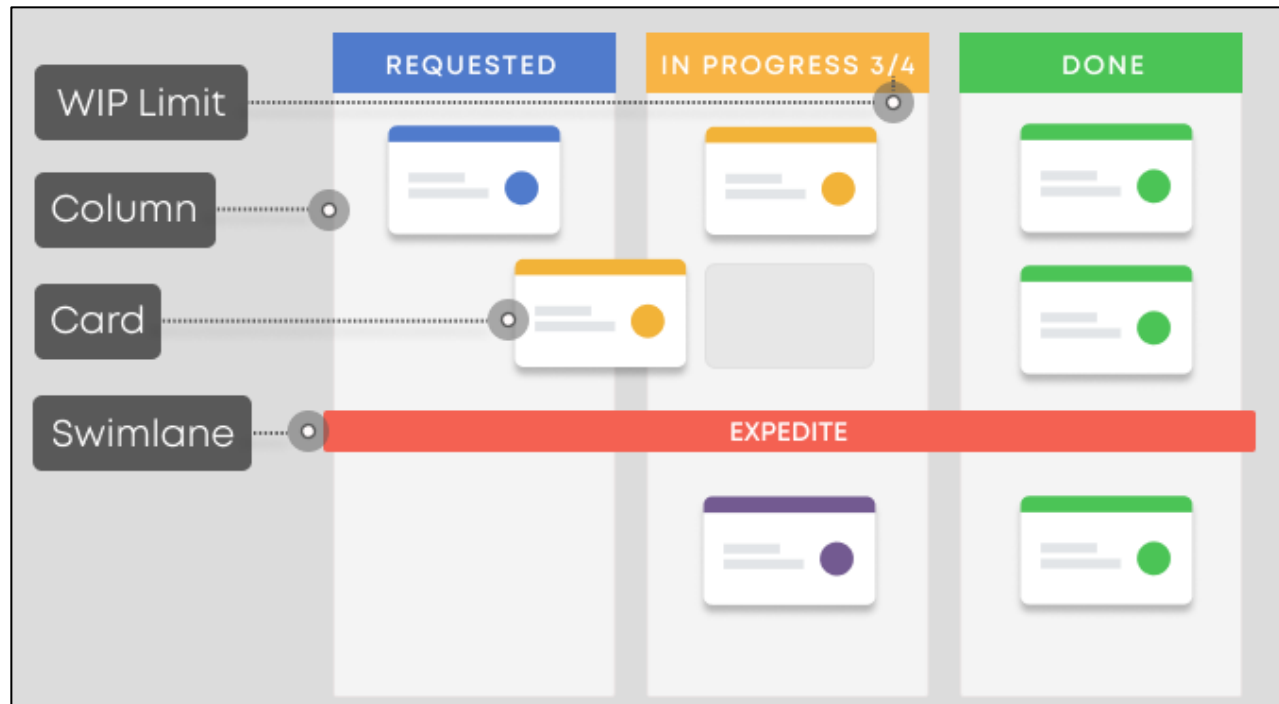 REQUESTED
IN PROGRESS 3/4
DONE
WIP Limit
Column
Card
Swimlane
EXPEDITE